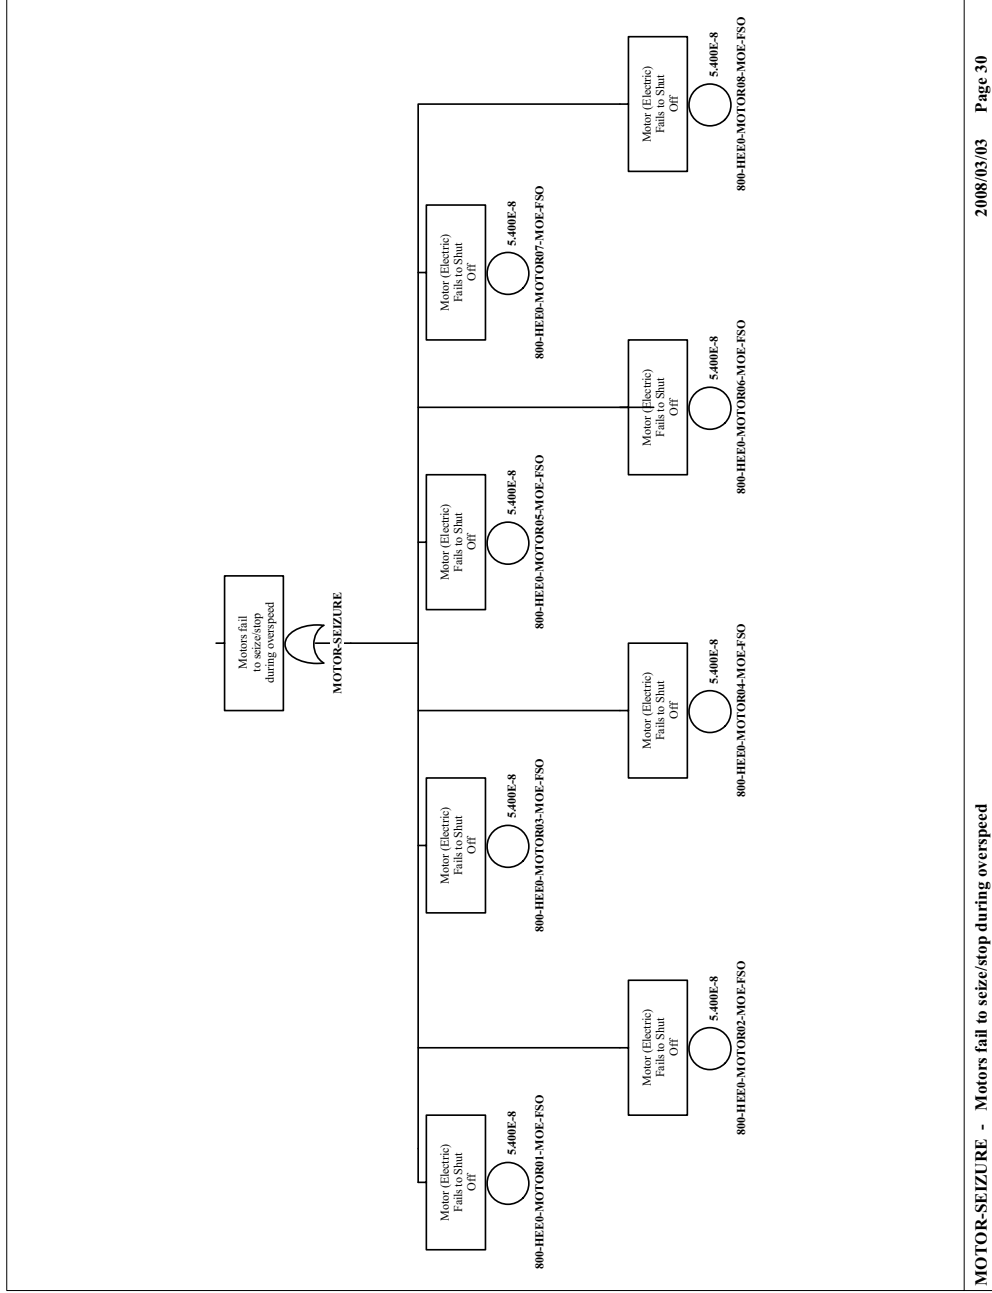 Motors fail
to seize/stop
during overspeed
MOTOR-SEIZURE
Motor (Electric)
Fails to Shut
Off
5.400E-8
800-HEE0-MOTOR01-MOE-FSO
Motor (Electric)
Fails to Shut
Off
5.400E-8
800-HEE0-MOTOR03-MOE-FSO
Motor (Electric)
Fails to Shut
Off
5.400E-8
800-HEE0-MOTOR05-MOE-FSO
Motor (Electric)
Fails to Shut
Off
5.400E-8
800-HEE0-MOTOR07-MOE-FSO
Motor (Electric)
Fails to Shut
Off
5.400E-8
800-HEE0-MOTOR02-MOE-FSO
Motor (Electric)
Fails to Shut
Off
5.400E-8
800-HEE0-MOTOR04-MOE-FSO
Motor (Electric)
Fails to Shut
Off
5.400E-8
800-HEE0-MOTOR06-MOE-FSO
Motor (Electric)
Fails to Shut
Off
5.400E-8
800-HEE0-MOTOR08-MOE-FSO
MOTOR-SEIZURE - Motors fail to seize/stop during overspeed 2008/03/03 Page 30